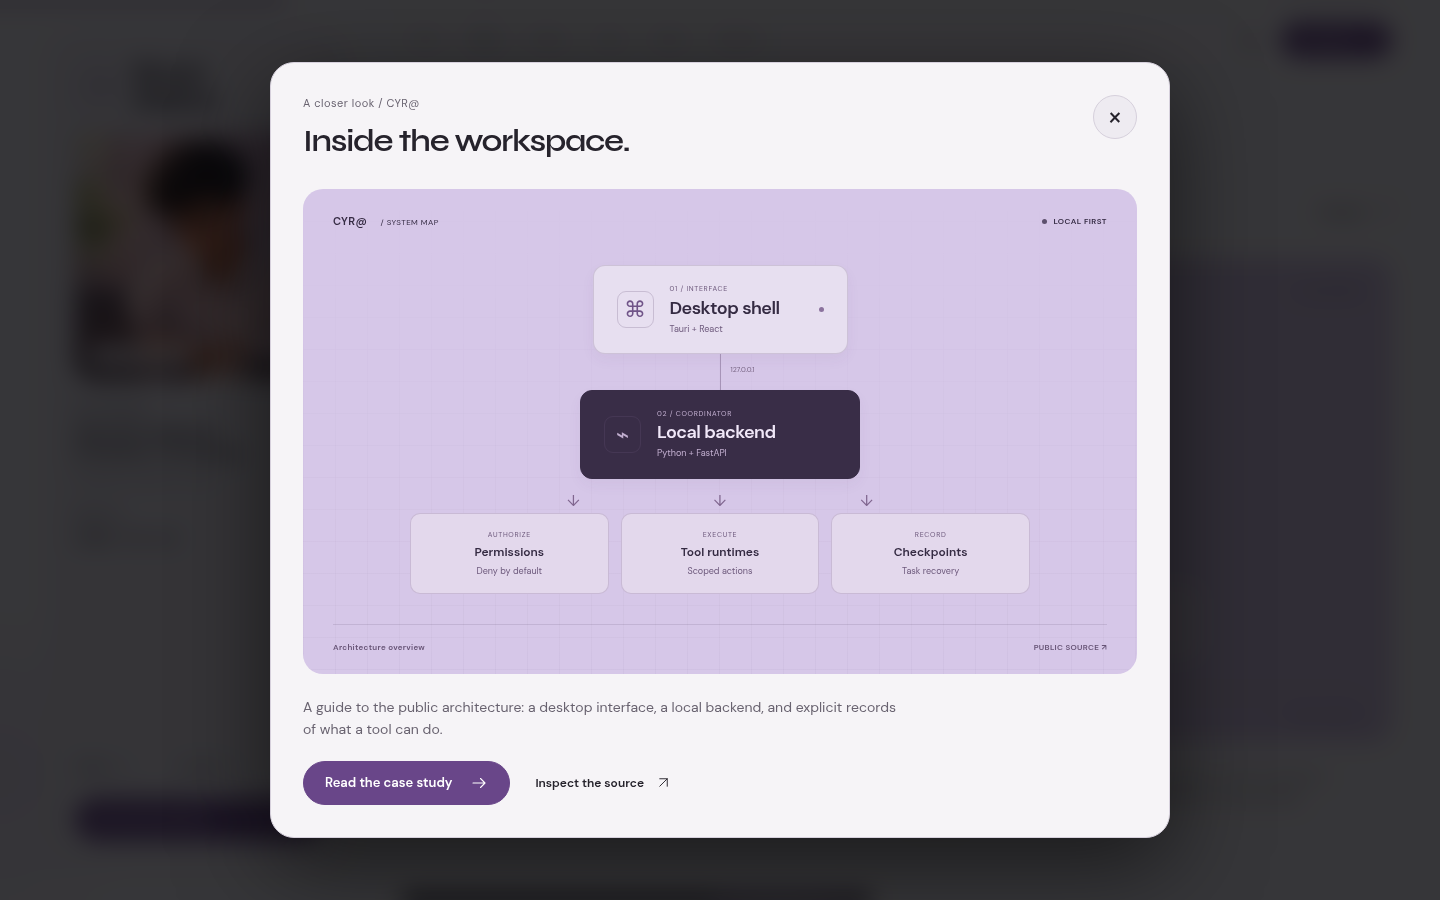 A closer look / CYR@
Inside the workspace.
CYR@ / SYSTEM MAP
LOCAL FIRST
01 / INTERFACE
Desktop shell
Tauri + React
127.0.0.1
02 / COORDINATOR
Local backend
Python + FastAPI
AUTHORIZE
Permissions
Deny by default
EXECUTE
Tool runtimes
Scoped actions
RECORD
Checkpoints
Task recovery
Architecture overview
PUBLIC SOURCE
A guide to the public architecture: a desktop interface, a local backend, and explicit records
of what a tool can do.
Read the case study
Inspect the source